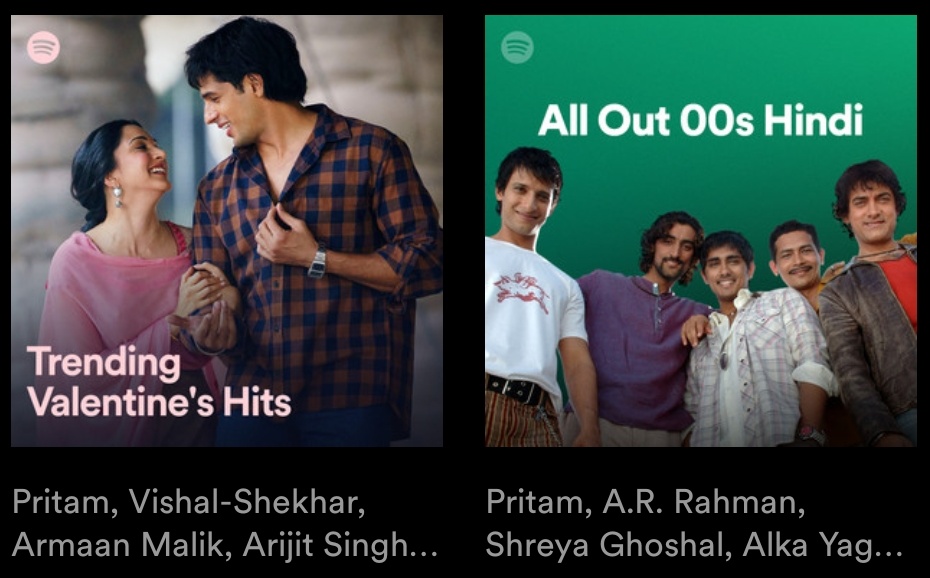 Trending
Valentine's Hits
All Out 00s Hindi
Pritam, Vishal-Shekhar,
Armaan Malik, Arijit Singh...
Pritam, A.R. Rahman,
Shreya Ghoshal, Alka Yag...